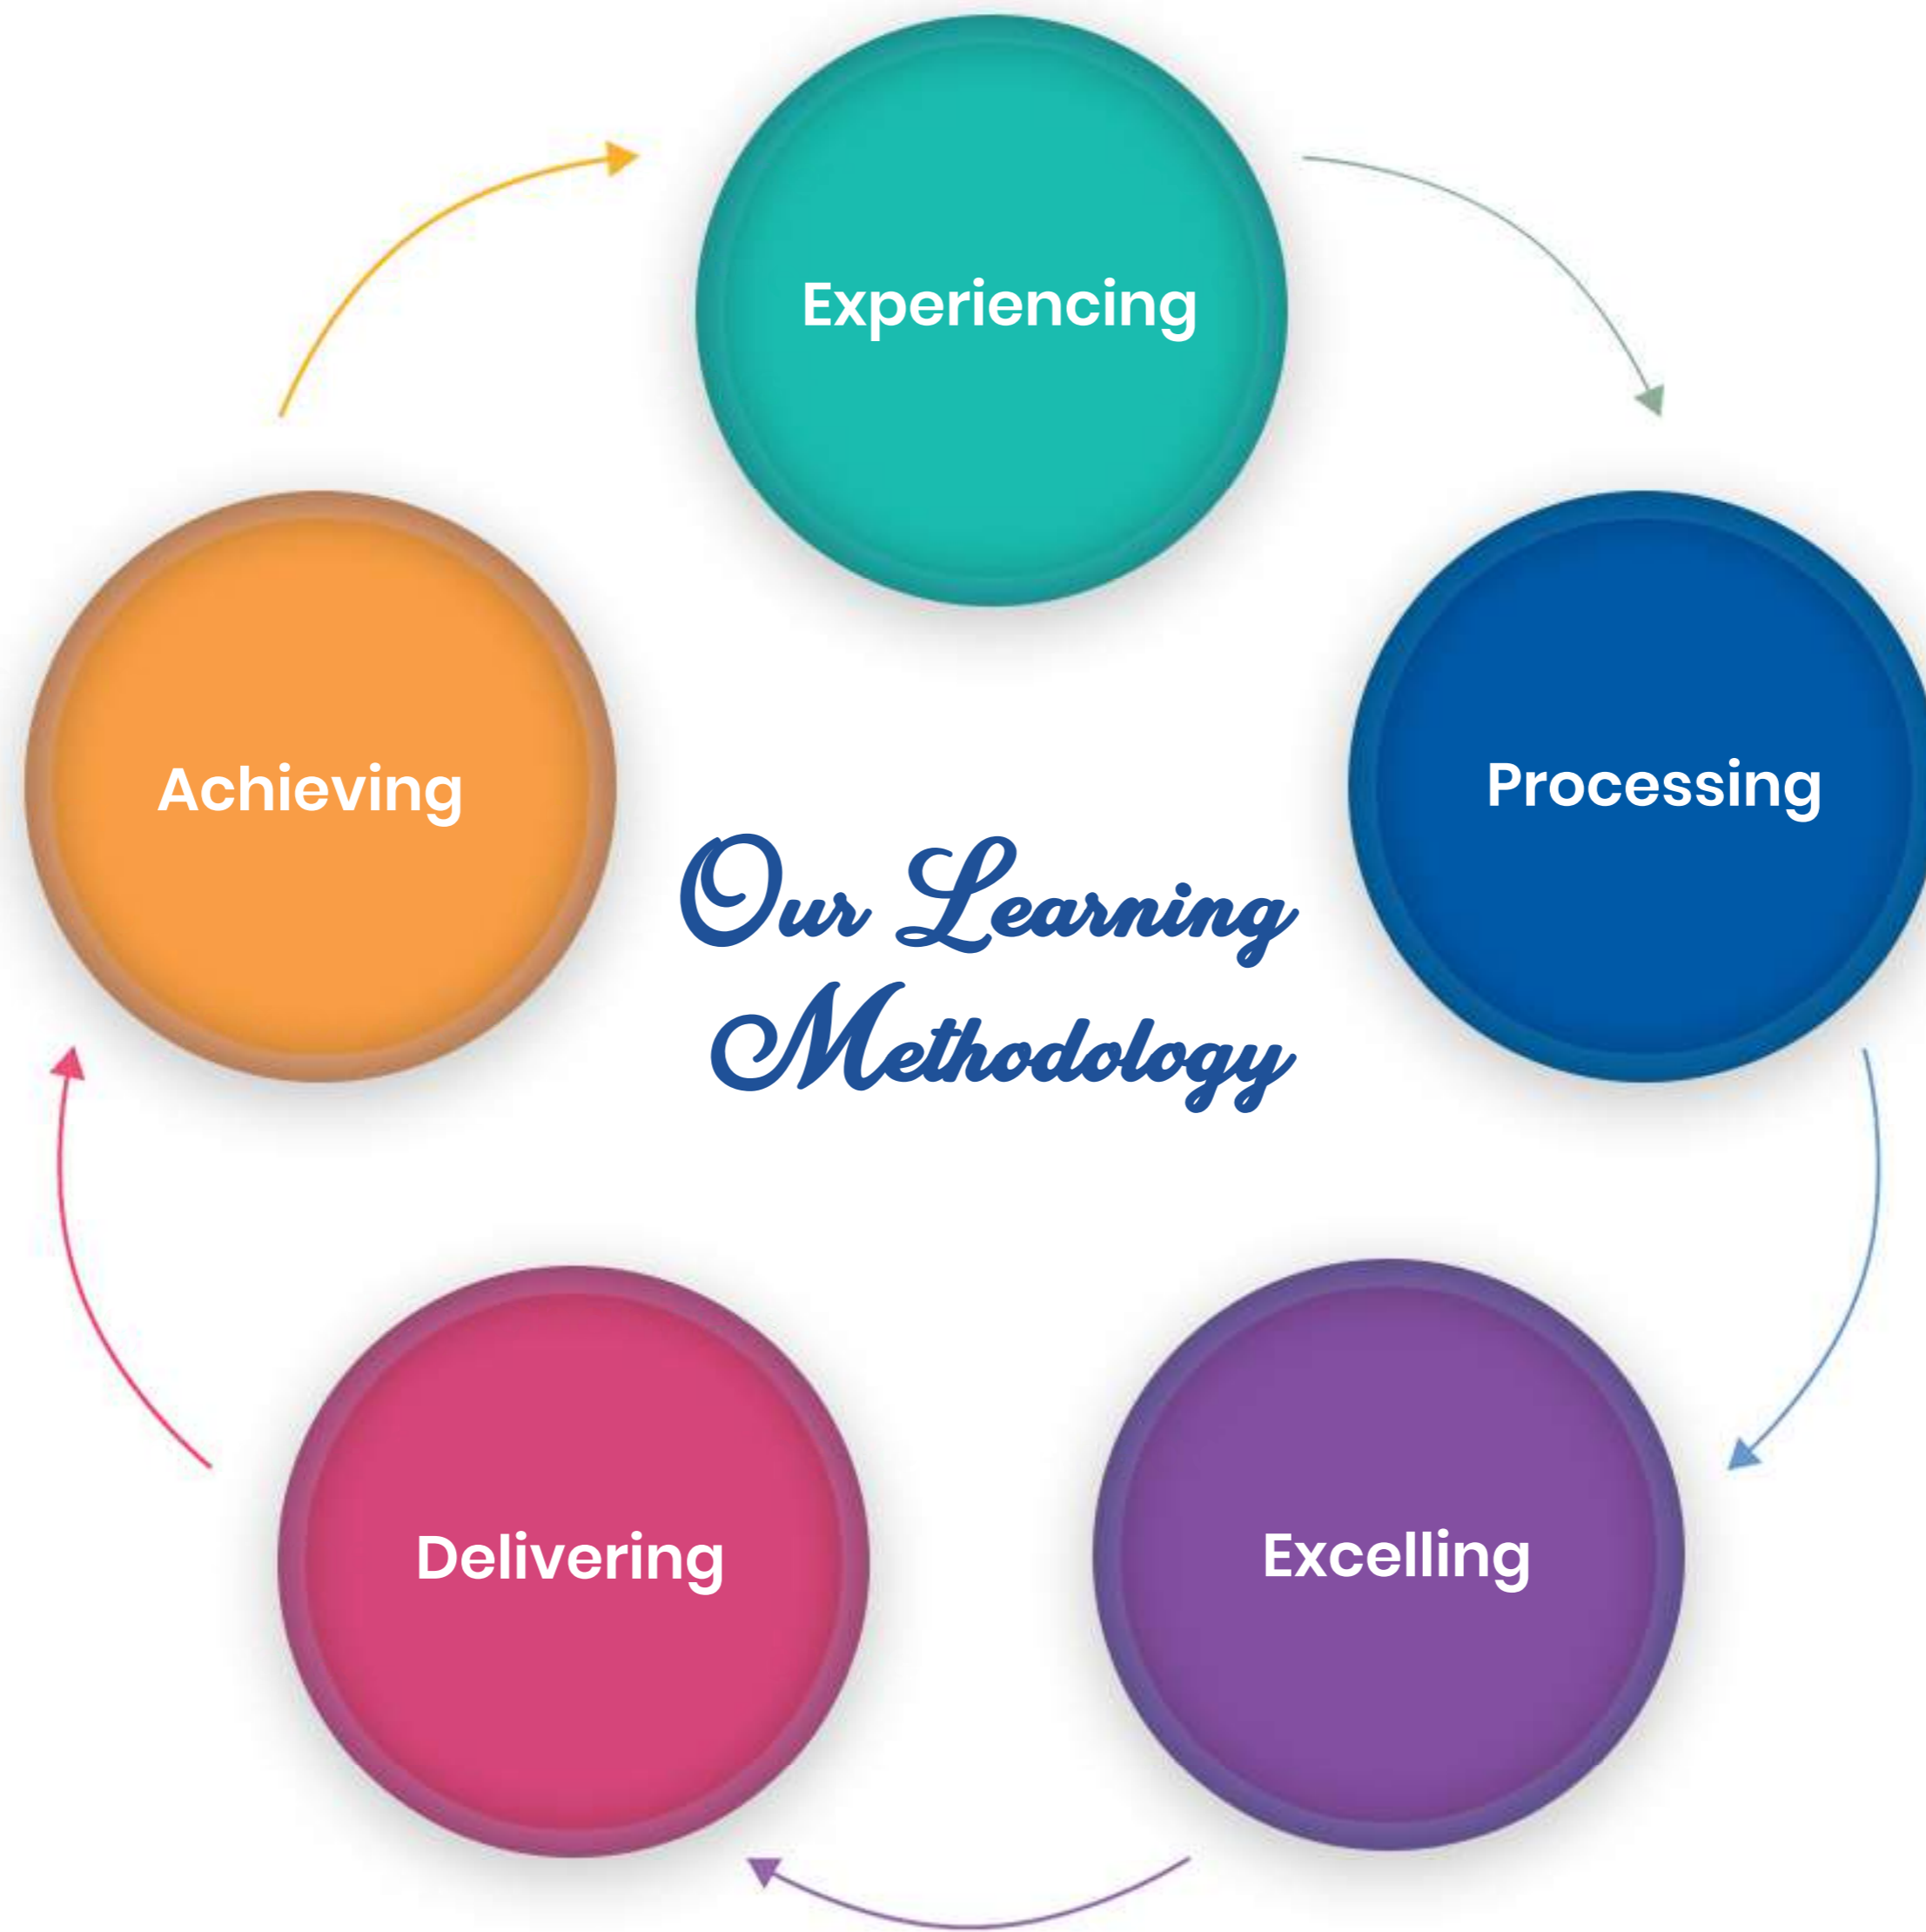 Experiencing
Achieving
Processing
Our Learning
Methodology
Delivering
Excelling